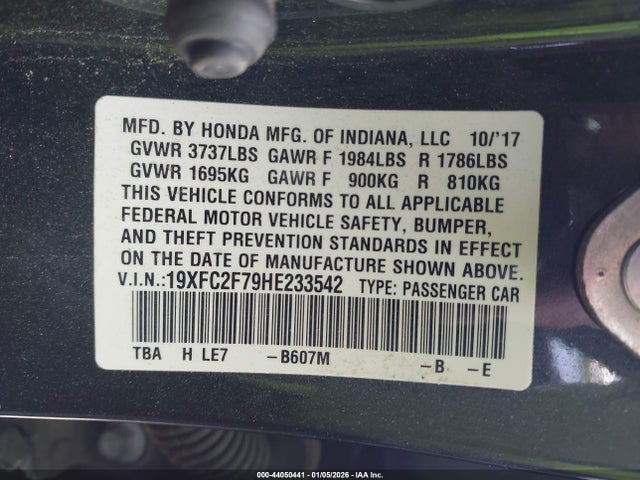 MFD. BY HONDA MFG. OF INDIANA, LLC 10/'17
GVWR 3737LBS GAWR F 1984LBS R 1786LBS
GVWR 1695KG GAWR F 900KG R 810KG
THIS VEHICLE CONFORMS TO ALL APPLICABLE
FEDERAL MOTOR VEHICLE SAFETY, BUMPER,
AND THEFT PREVENTION STANDARDS IN EFFECT
ON THE DATE OF MANUFACTURE SHOWN ABOVE.
V.I.N.:19XFC2F79HE233542 TYPE: PASSENGER CAR
TBA H LE7 -B607M -B -E
000-44050441 - 01/05/2026 - IAA Inc.